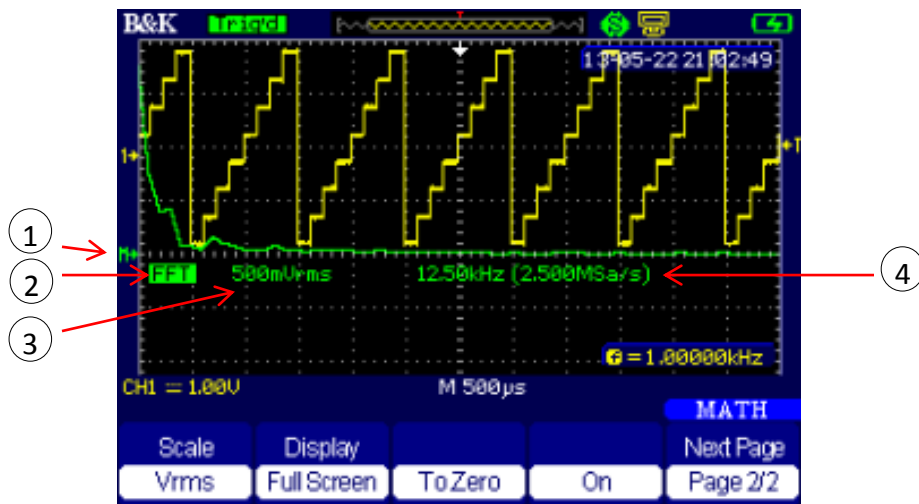 B&K Trig'd
13-05-22 21:02:49
1
T
1
M
2
FFT 500mVrms 12.50kHz (2.500MSa/s)
4
3
f = 1.00000kHz
CH1 = 1.00V M 500µs
MATH
Scale Display Next Page
Vrms Full Screen To Zero On Page 2/2